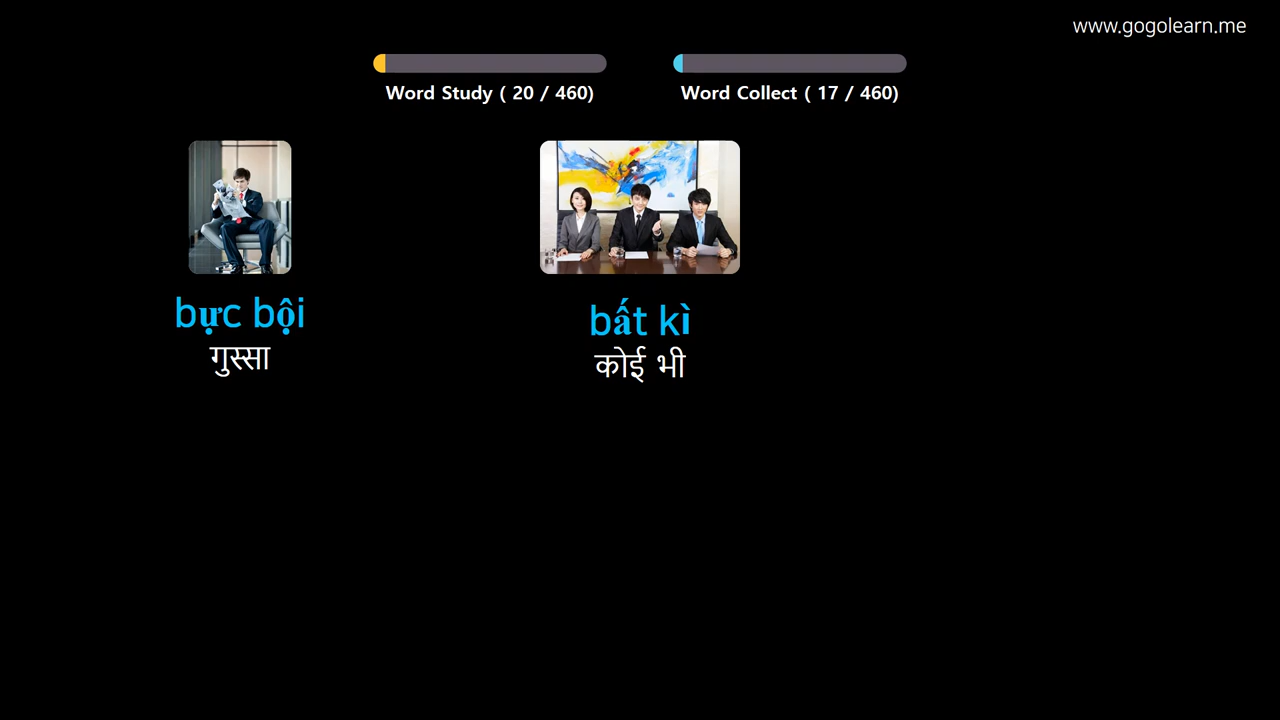 www.gogolearn.me
Word Study ( 20 / 460)
Word Collect ( 17 / 460)
bực bội
गुस्सा
bất kì
कोई भी